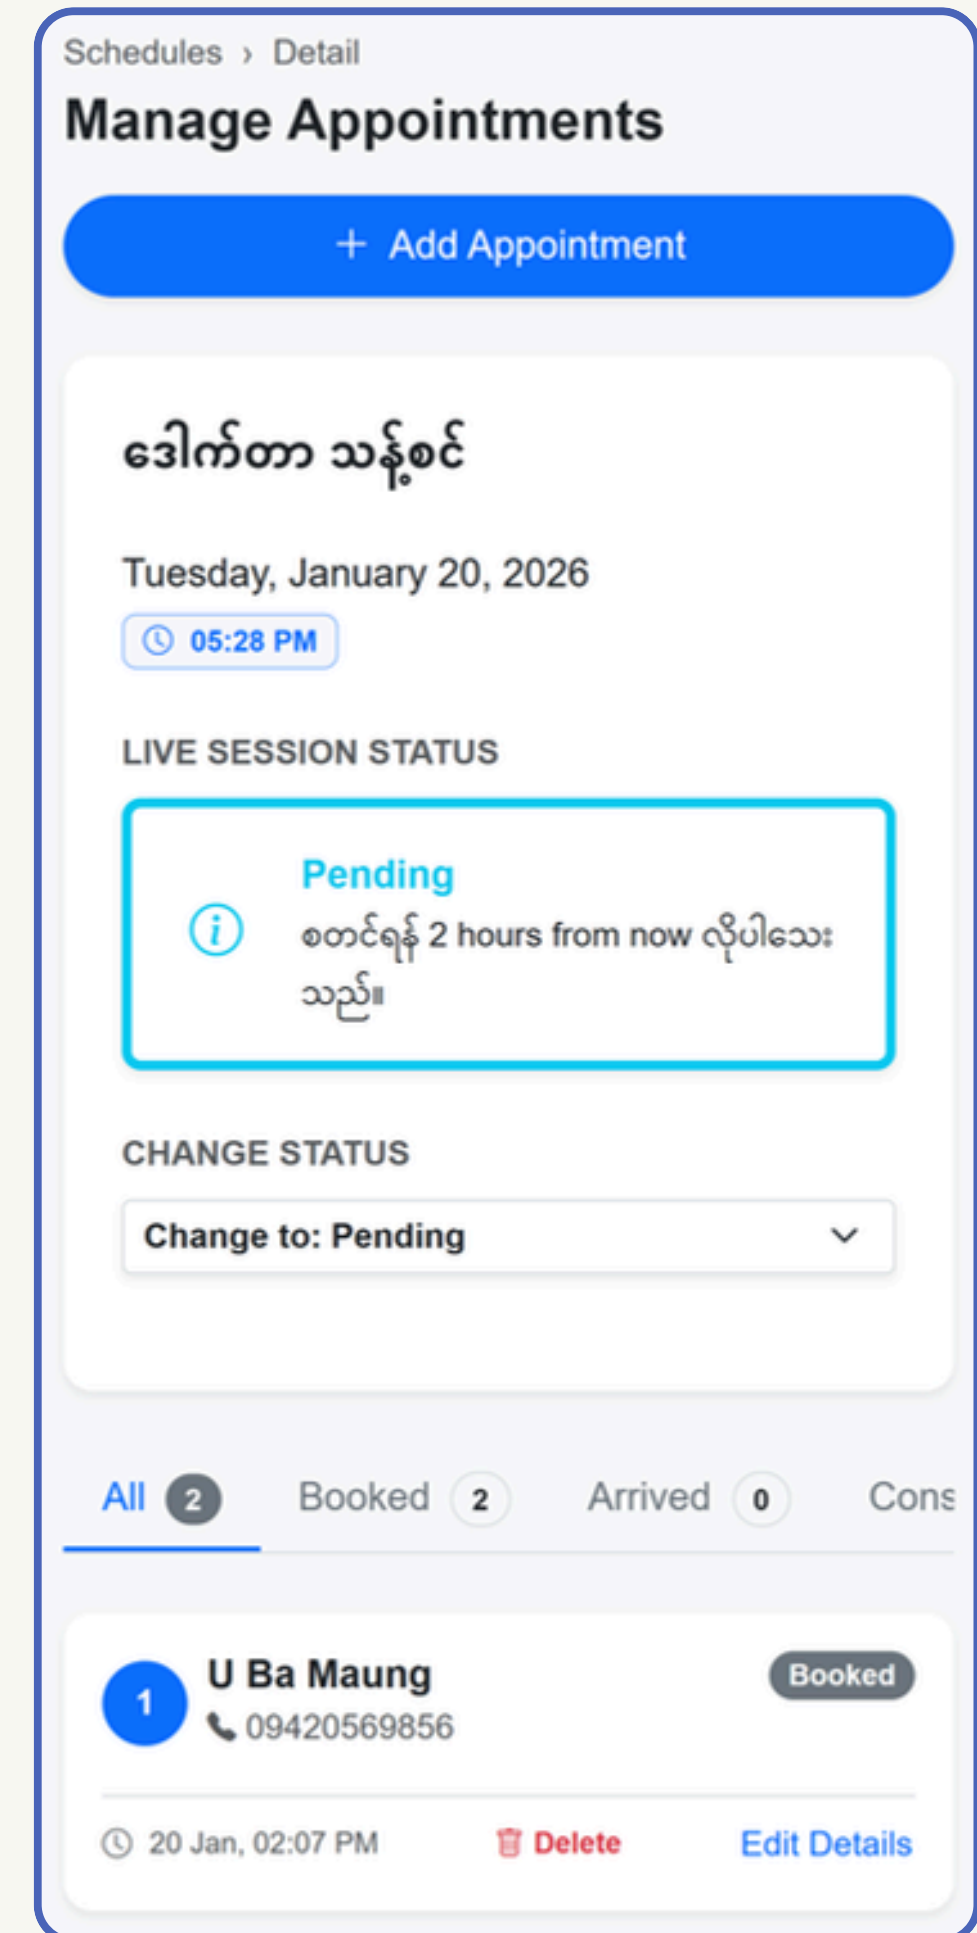 Schedules › Detail
Manage Appointments
+ Add Appointment
ဒေါက်တာ သန့်စင်
Tuesday, January 20, 2026
05:28 PM
LIVE SESSION STATUS
Pending
စတင်ရန် 2 hours from now လိုပါသေး
သည်။
CHANGE STATUS
Change to: Pending
All 2 Booked 2 Arrived 0 Cons
1 U Ba Maung Booked
09420569856
20 Jan, 02:07 PM Delete Edit Details